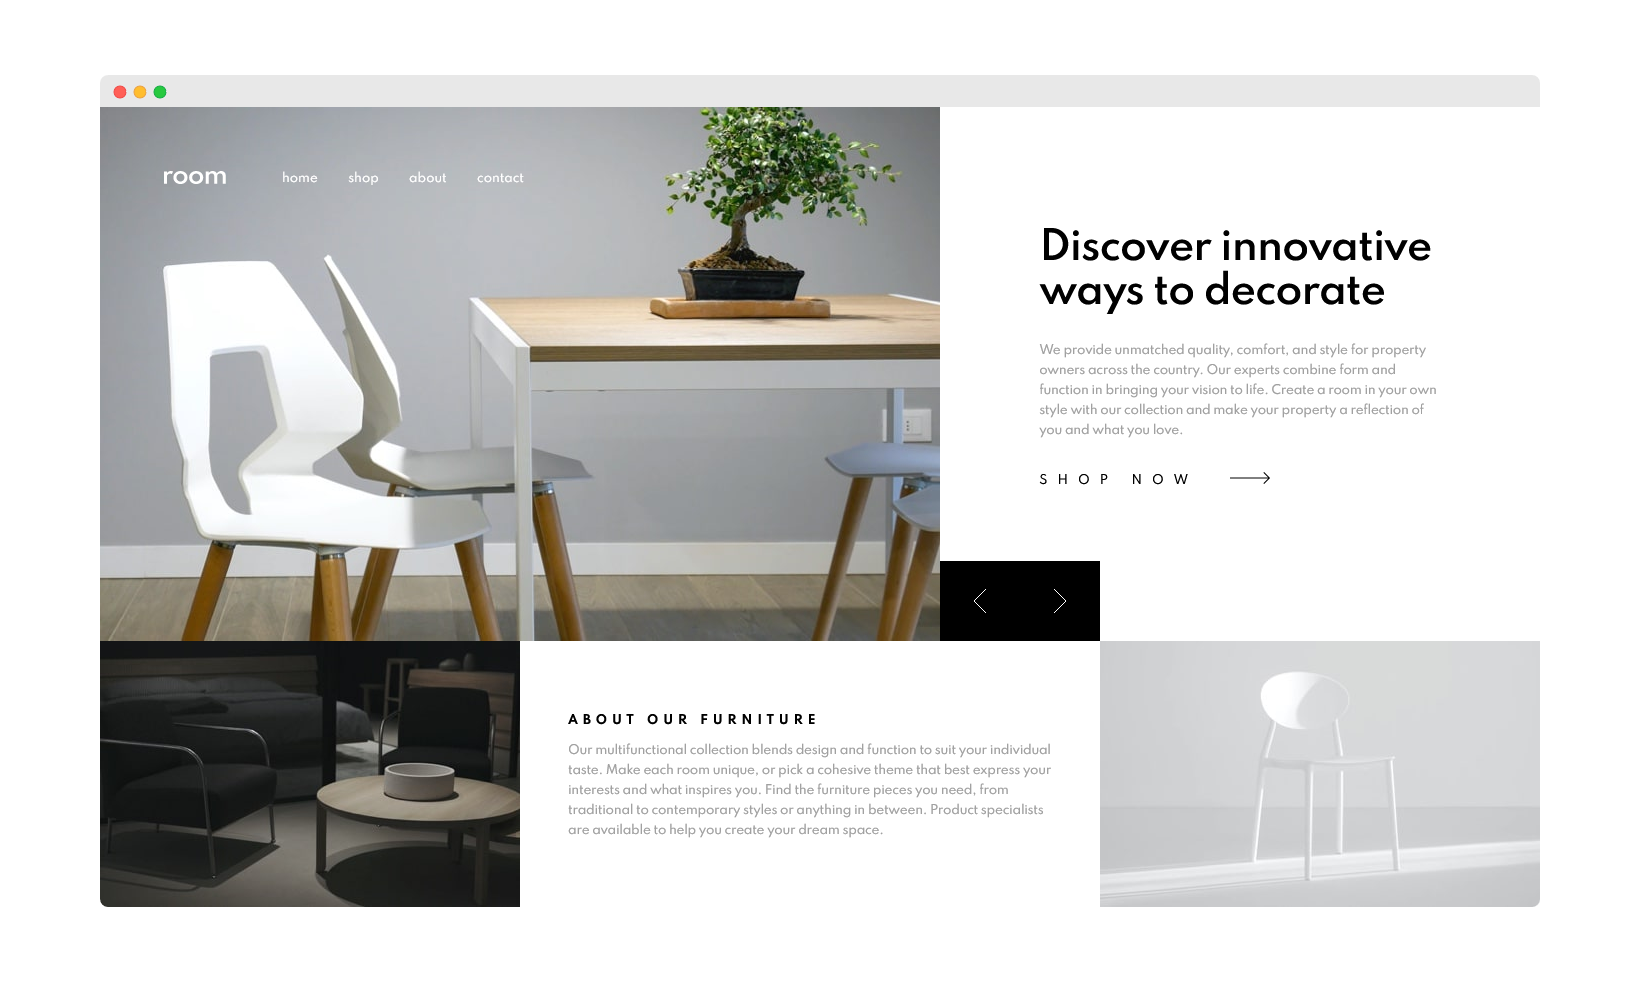 room
home shop about contact
Discover innovative
ways to decorate
We provide unmatched quality, comfort, and style for property
owners across the country. Our experts combine form and
function in bringing your vision to life. Create a room in your own
style with our collection and make your property a reflection of
you and what you love.
SHOP NOW
ABOUT OUR FURNITURE
Our multifunctional collection blends design and function to suit your individual
taste. Make each room unique, or pick a cohesive theme that best express your
interests and what inspires you. Find the furniture pieces you need, from
traditional to contemporary styles or anything in between. Product specialists
are available to help you create your dream space.